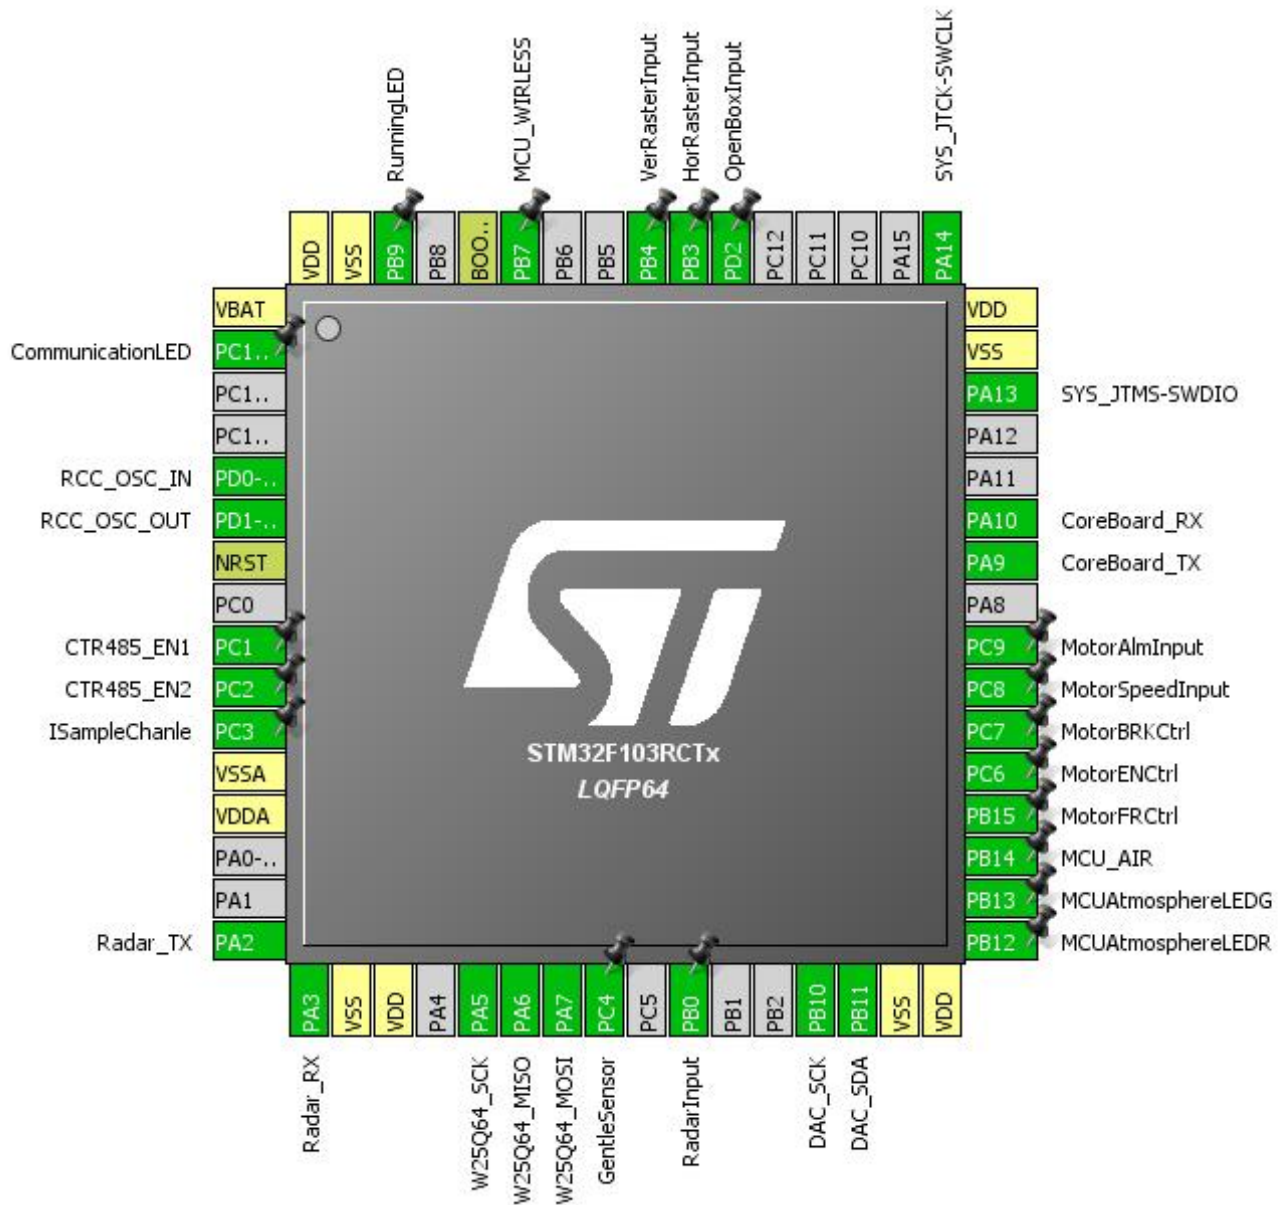 RunningLED
MCU_WIRLESS
VerRasterInput
HorRasterInput
OpenBoxInput
SYS_JTCK-SWCLK
VDD
VSS
PB9
PB8
BOO..
PB7
PB6
PB5
PB4
PB3
PD2
PC12
PC11
PC10
PA15
PA14
VBAT
CommunicationLED PC1..
PC1..
PC1..
RCC_OSC_IN PD0-..
RCC_OSC_OUT PD1-..
NRST
PC0
CTR485_EN1 PC1
CTR485_EN2 PC2
ISampleChanle PC3
VSSA
VDDA
PA0-..
PA1
Radar_TX PA2
STM32F103RCTx
LQFP64
VDD
VSS
PA13 SYS_JTMS-SWDIO
PA12
PA11
PA10 CoreBoard_RX
PA9 CoreBoard_TX
PA8
PC9 MotorAlmInput
PC8 MotorSpeedInput
PC7 MotorBRKCtrl
PC6 MotorENCtrl
PB15 MotorFRCtrl
PB14 MCU_AIR
PB13 MCUAtmosphereLEDG
PB12 MCUAtmosphereLEDR
PA3
VSS
VDD
PA4
PA5
PA6
PA7
PC4
PC5
PB0
PB1
PB2
PB10
PB11
VSS
VDD
Radar_RX
W25Q64_SCK
W25Q64_MISO
W25Q64_MOSI
GentleSensor
RadarInput
DAC_SCK
DAC_SDA